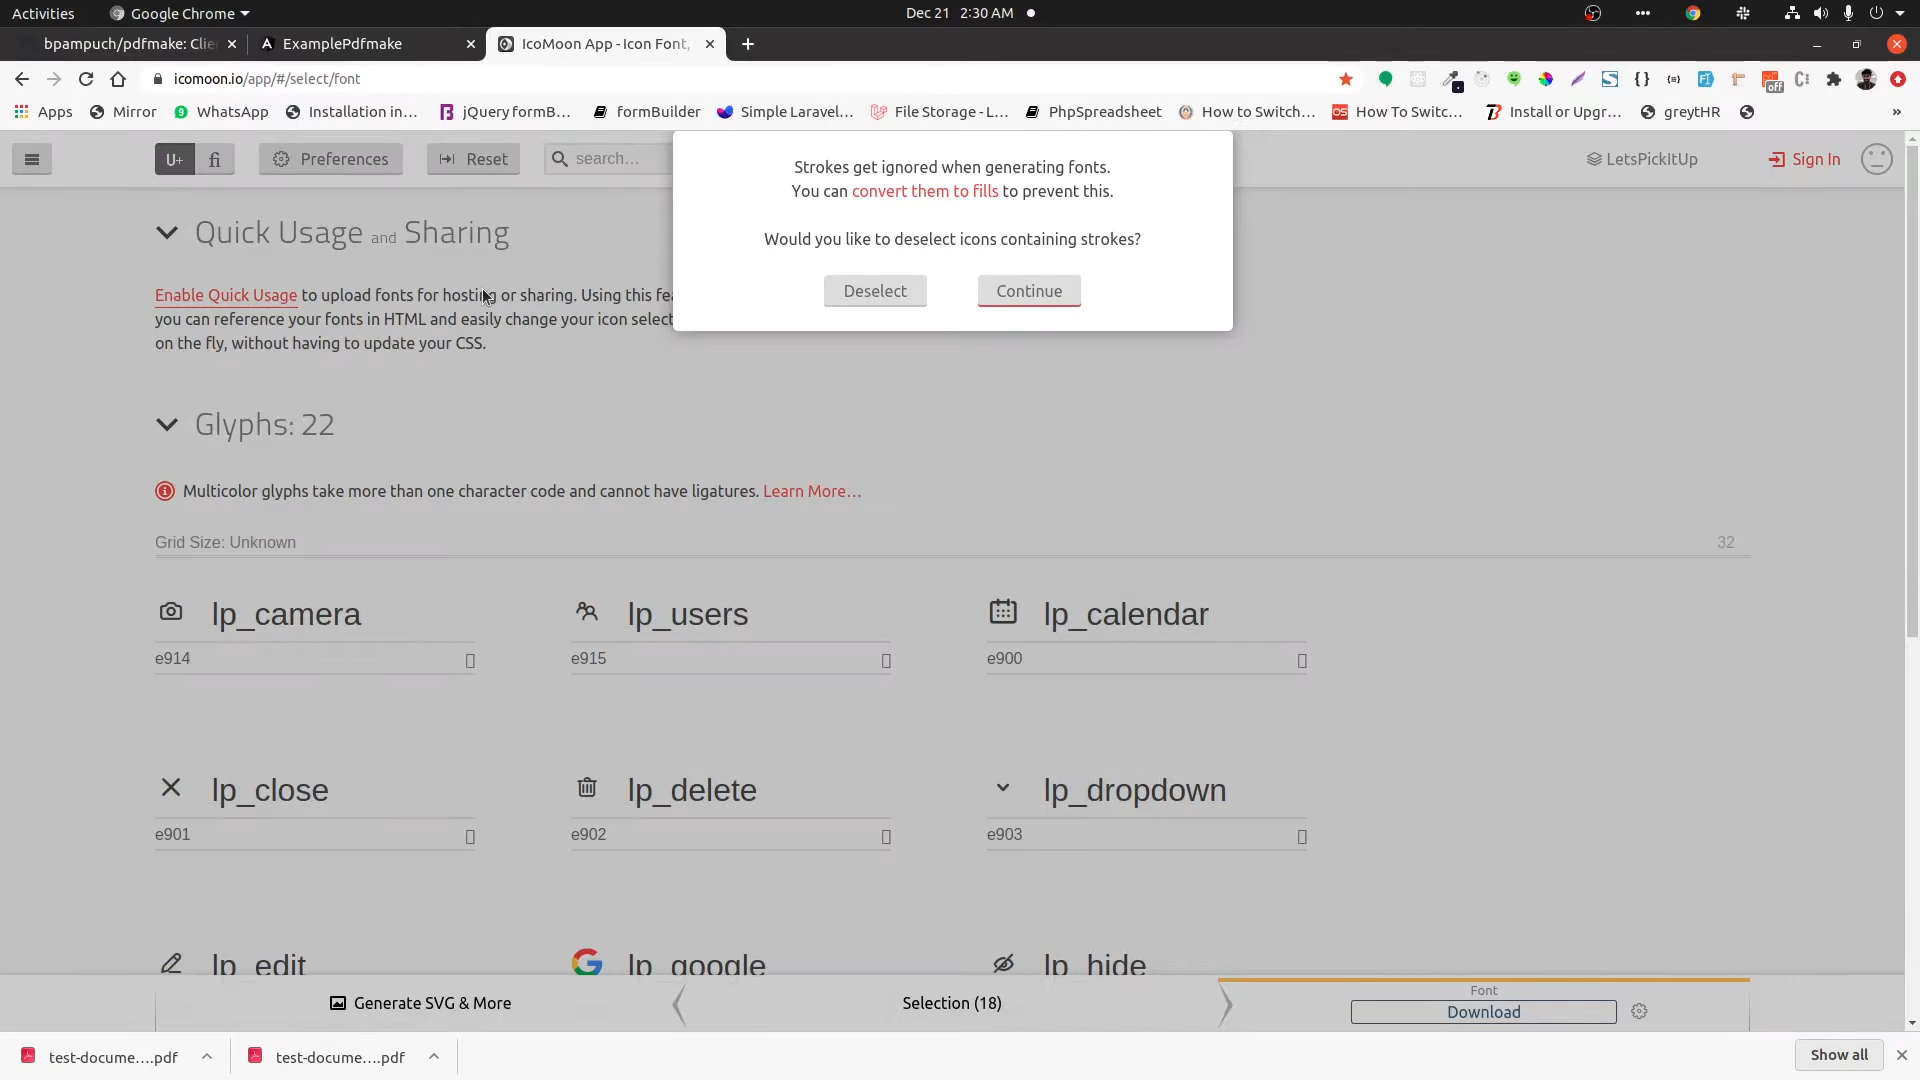 Activities Google Chrome Dec 21 2:30 AM
bpampuch/pdfmake: Clie ExamplePdfmake IcoMoon App - Icon Font,
icomoon.io/app/#/select/font
off
Apps Mirror 9 WhatsApp Installation in… jQuery formB… formBuilder Simple Laravel… File Storage - L… PhpSpreadsheet How to Switch… OS How To Switc… Install or Upgr… greytHR »
U+ fi Preferences Reset search… LetsPickItUp Sign In
Strokes get ignored when generating fonts.
You can convert them to fills to prevent this.
Would you like to deselect icons containing strokes?
Deselect Continue
Quick Usage and Sharing
Enable Quick Usage to upload fonts for hosting or sharing. Using this fea
you can reference your fonts in HTML and easily change your icon select
on the fly, without having to update your CSS.
Glyphs: 22
Multicolor glyphs take more than one character code and cannot have ligatures. Learn More…
Grid Size: Unknown 32
lp_camera lp_users lp_calendar
e914 e915 e900
lp_close lp_delete lp_dropdown
e901 e902 e903
lp_edit lp_google lp_hide
Generate SVG & More Selection (18) Font
Download
test-docume….pdf test-docume….pdf Show all